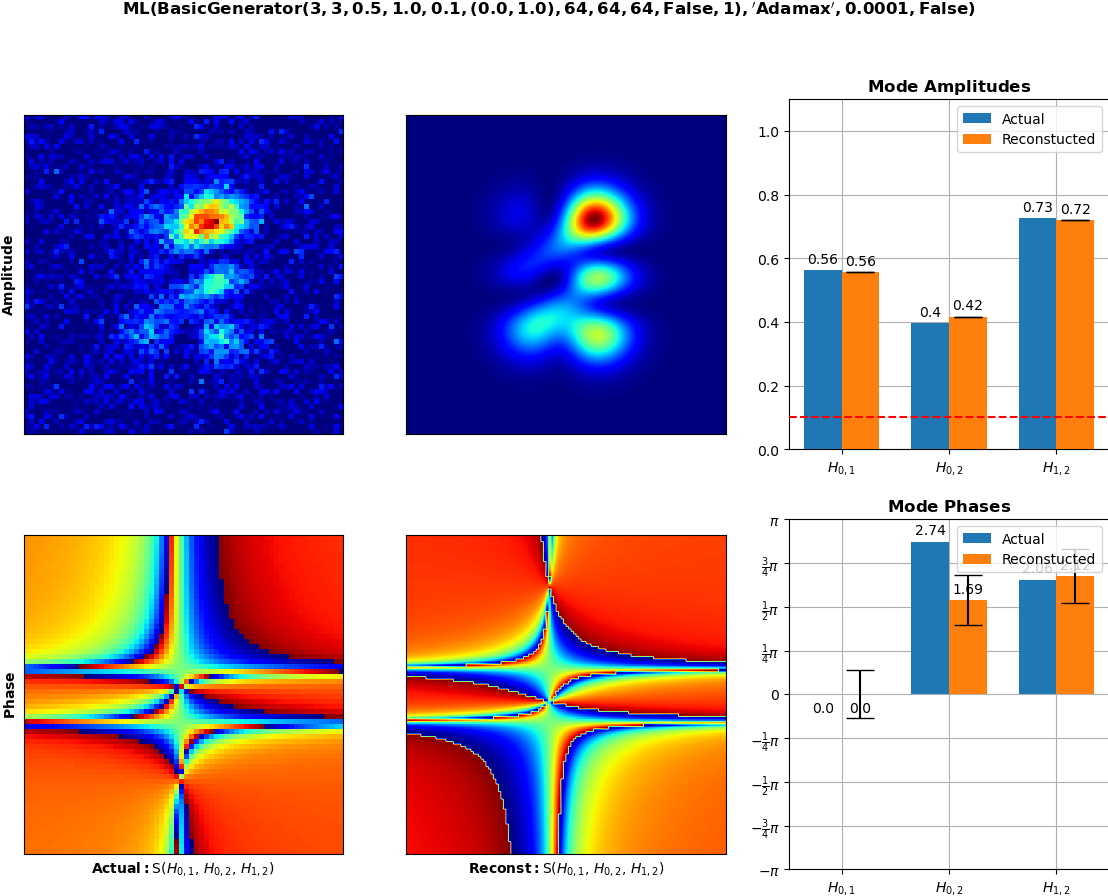 ML(BasicGenerator(3, 3, 0.5, 1.0, 0.1, (0.0, 1.0), 64, 64, 64, False, 1), 'Adamax', 0.0001, False)
Amplitude
Mode Amplitudes
Actual
Reconstucted
1.0
0.8
0.6
0.4
0.2
0.0
0.56
0.56
0.4
0.42
0.73
0.72
H0,1
H0,2
H1,2
Phase
Actual: S(H0,1, H0,2, H1,2)
Reconst: S(H0,1, H0,2, H1,2)
Mode Phases
Actual
Reconstucted
π
3/4π
1/2π
1/4π
0
−1/4π
−1/2π
−3/4π
−π
0.0
0.0
2.74
1.69
2.06
2.12
H0,1
H0,2
H1,2